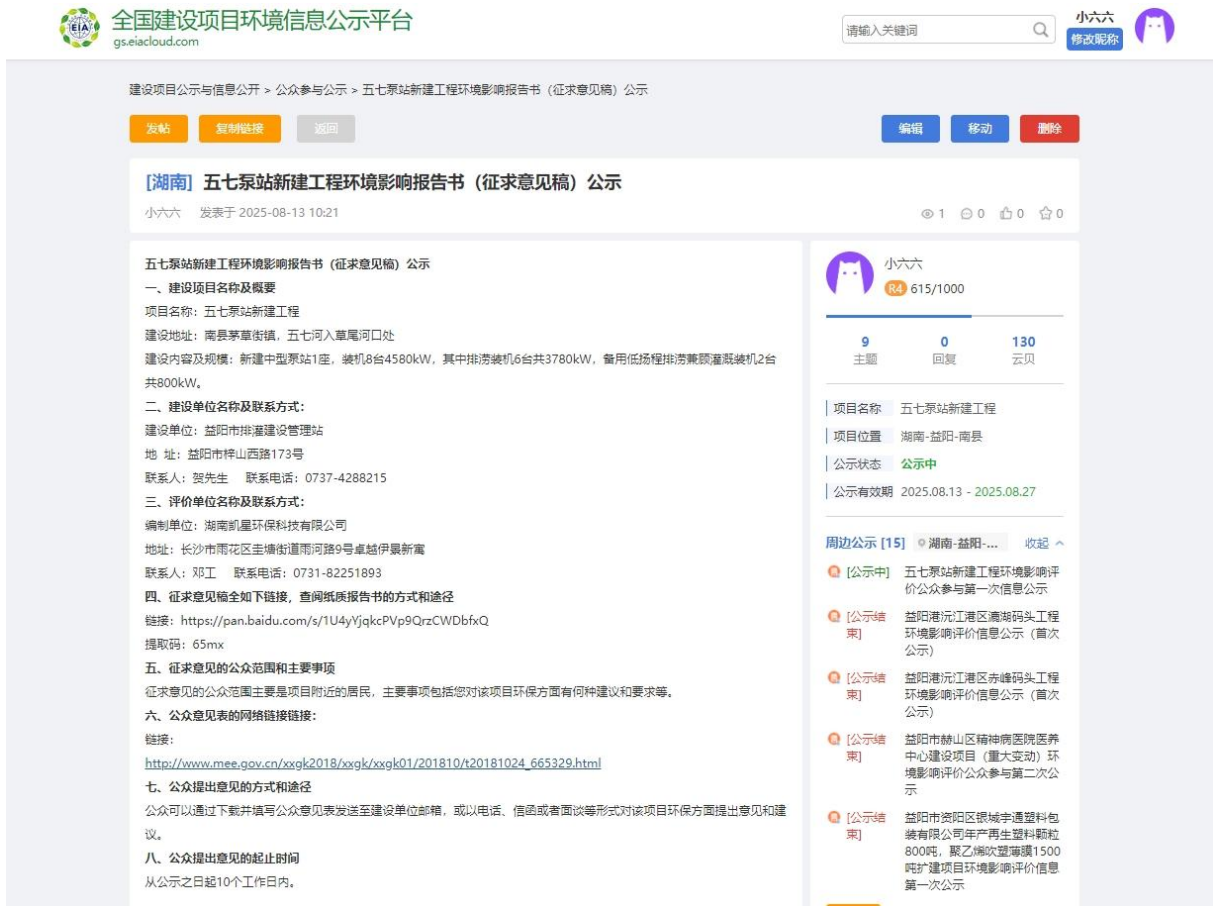 全国建设项目环境信息公示平台
gs.eiacloud.com
请输入关键词
小六六
修改昵称
建设项目公示与信息公开 > 公众参与公示 > 五七泵站新建工程环境影响报告书（征求意见稿）公示
发帖
复制链接
返回
编辑
移动
删除
[湖南] 五七泵站新建工程环境影响报告书（征求意见稿）公示
小六六 发表于 2025-08-13 10:21
1 0 0 0
五七泵站新建工程环境影响报告书（征求意见稿）公示
一、建设项目名称及概要
项目名称：五七泵站新建工程
建设地址：南县茅草街镇，五七河入草尾河口处
建设内容及规模：新建中型泵站1座，装机8台4580kW，其中排涝装机6台共3780kW，备用低扬程排涝兼顾灌溉装机2台
共800kW。
二、建设单位名称及联系方式：
建设单位：益阳市排灌建设管理站
地 址：益阳市梓山西路173号
联系人：贺先生 联系电话：0737-4288215
三、评价单位名称及联系方式：
编制单位：湖南凯星环保科技有限公司
地址：长沙市雨花区圭塘街道雨河路9号卓越伊景新寓
联系人：邓工 联系电话：0731-82251893
四、征求意见稿全如下链接，查阅纸质报告书的方式和途径
链接：https://pan.baidu.com/s/1U4yYjqkcPVp9QrzCWDbfxQ
提取码：65mx
五、征求意见的公众范围和主要事项
征求意见的公众范围主要是项目附近的居民，主要事项包括您对该项目环保方面有何种建议和要求等。
六、公众意见表的网络链接链接：
链接：
http://www.mee.gov.cn/xxgk2018/xxgk/xxgk01/201810/t20181024_665329.html
七、公众提出意见的方式和途径
公众可以通过下载并填写公众意见表发送至建设单位邮箱，或以电话、信函或者面谈等形式对该项目环保方面提出意见和建
议。
八、公众提出意见的起止时间
从公示之日起10个工作日内。
小六六
R4 615/1000
9 0 130
主题 回复 云贝
项目名称 五七泵站新建工程
项目位置 湖南-益阳-南县
公示状态 公示中
公示有效期 2025.08.13 - 2025.08.27
周边公示 [15] 湖南-益阳-... 收起
[公示中] 五七泵站新建工程环境影响评
价公众参与第一次信息公示
[公示结 益阳港沅江港区漉湖码头工程
束] 环境影响评价信息公示（首次
公示）
[公示结 益阳港沅江港区赤峰码头工程
束] 环境影响评价信息公示（首次
公示）
[公示结 益阳市赫山区精神病医院医养
束] 中心建设项目（重大变动）环
境影响评价公众参与第二次公
示
[公示结 益阳市资阳区银城宇通塑料包
束] 装有限公司年产再生塑料颗粒
800吨，聚乙烯吹塑薄膜1500
吨扩建项目环境影响评价信息
第一次公示